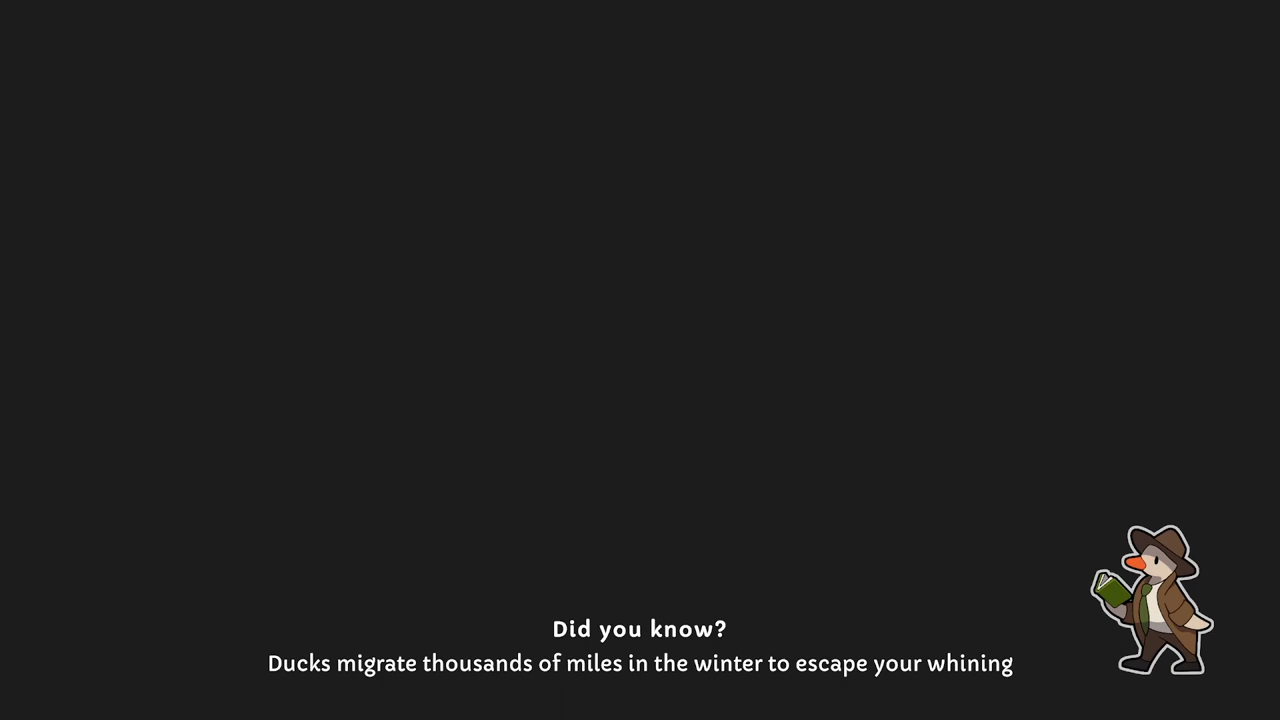 Did you know?
Ducks migrate thousands of miles in the winter to escape your whining